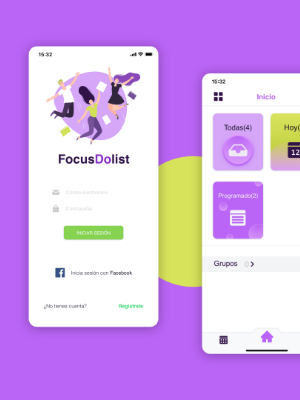 15:32
FocusDolist
Correo electrónico
Contraseña
INICIAR SESIÓN
Inicia sesión con Facebook
¿No tienes cuenta? Regístrate
15:32
Inicio
Todas(4)
Hoy(
12
Programado(2)
Grupos